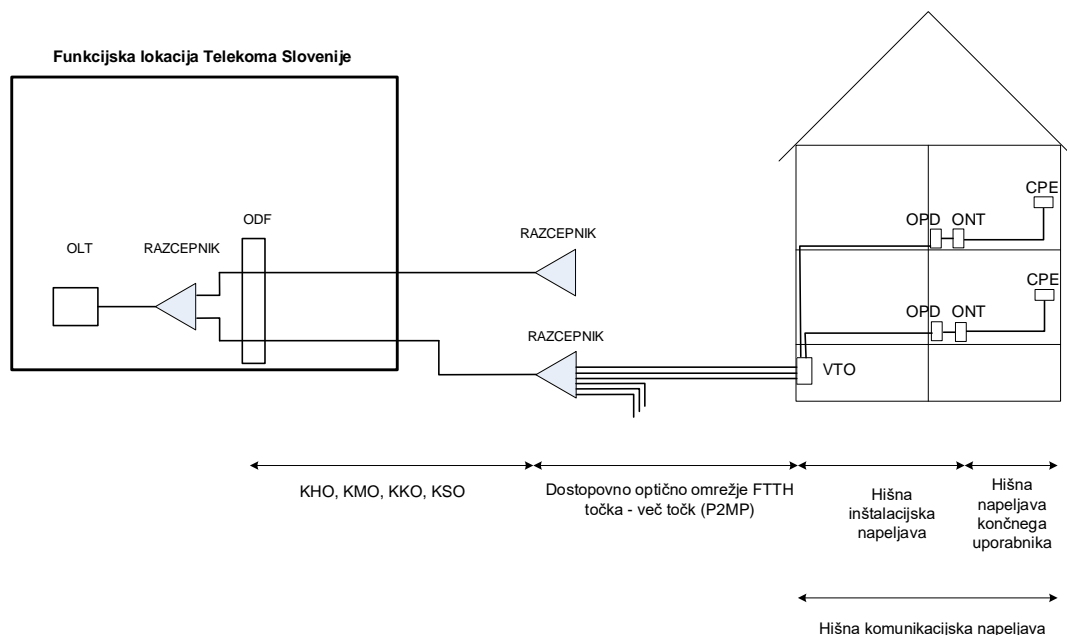 Funkcijska lokacija Telekoma Slovenije
CPE
ODF
RAZCEPNIK
OPD ONT
OLT
RAZCEPNIK
CPE
OPD ONT
RAZCEPNIK
VTO
KHO, KMO, KKO, KSO
Dostopovno optično omrežje FTTH
točka - več točk (P2MP)
Hišna
inštalacijska
napeljava
Hišna
napeljava
končnega
uporabnika
Hišna komunikacijska napeljava